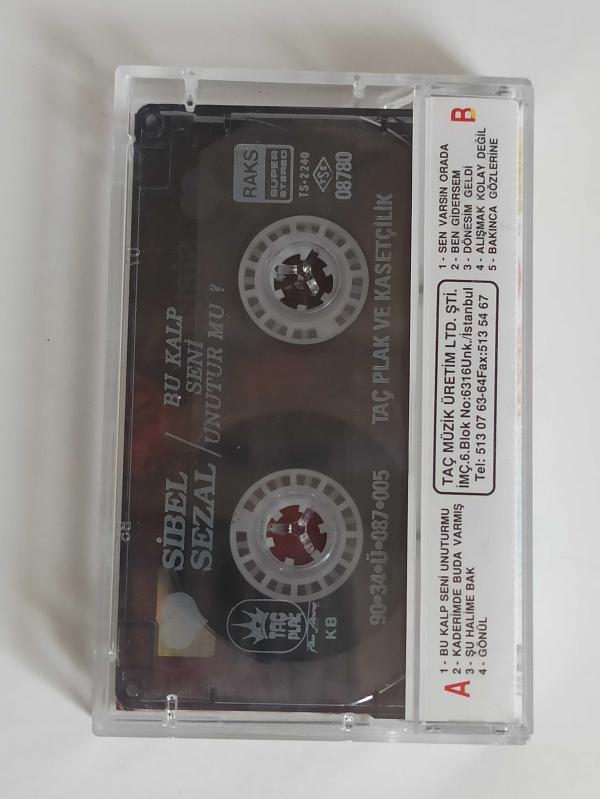 SİBEL
SEZAL
BU KALP
SENİ
UNUTUR MU ?
RAKS
SUPER
STEREO
TS•2240
TSE
08780
TAÇ
PLAK
KB
90•34•Ü•087•005
TAÇ PLAK VE KASETÇİLİK
A
1 - BU KALP SENİ UNUTURMU
2 - KADERİMDE BUDA VARMIŞ
3 - ŞU HALİME BAK
4 - GÖNÜL
TAÇ MÜZİK ÜRETİM LTD. ŞTİ.
İMÇ.6.Blok No:6316Unk./İstanbul
Tel: 513 07 63-64Fax:513 54 67
B
1 - SEN VARSIN ORADA
2 - BEN GİDERSEM
3 - DÖNESİM GELDİ
4 - ALIŞMAK KOLAY DEĞİL
5 - BAKINCA GÖZLERİNE